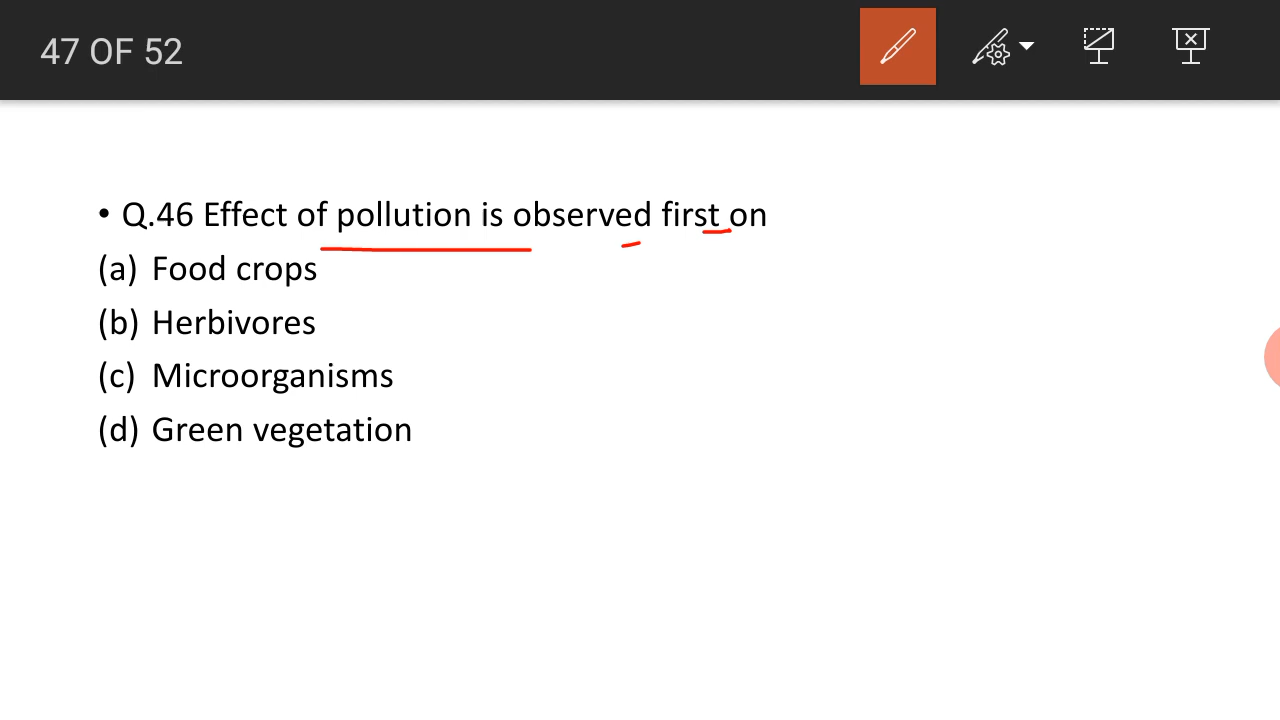 47 OF 52
• Q.46 Effect of pollution is observed first on
(a) Food crops
(b) Herbivores
(c) Microorganisms
(d) Green vegetation